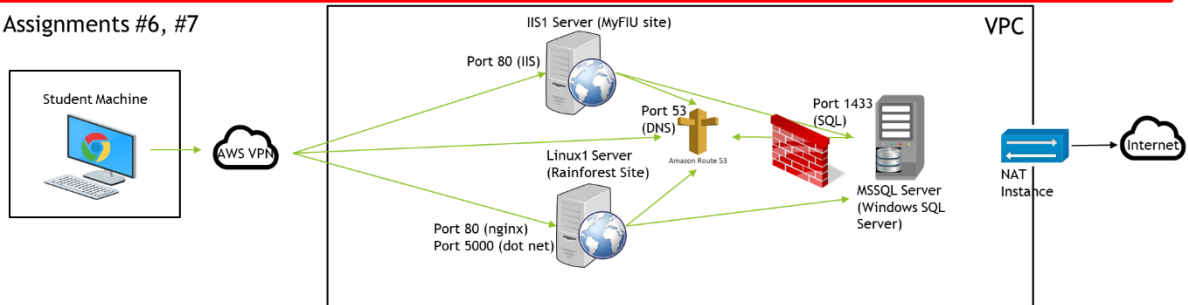 Assignments #6, #7
IIS1 Server (MyFIU site)
VPC
Port 80 (IIS)
Student Machine
Port 53
(DNS)
Port 1433
(SQL)
AWS VPN
Amazon Route 53
Internet
Linux1 Server
(Rainforest Site)
NAT
Instance
MSSQL Server
(Windows SQL
Server)
Port 80 (nginx)
Port 5000 (dot net)